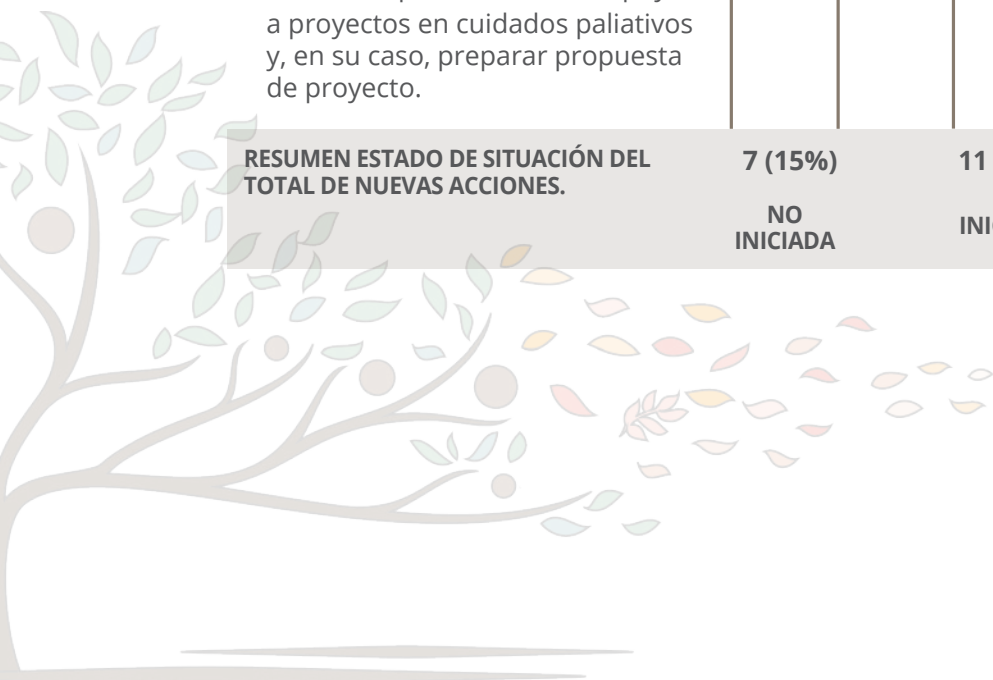 a proyectos en cuidados paliativos
y, en su caso, preparar propuesta
de proyecto.
RESUMEN ESTADO DE SITUACIÓN DEL
TOTAL DE NUEVAS ACCIONES.
7 (15%)
NO
INICIADA
11